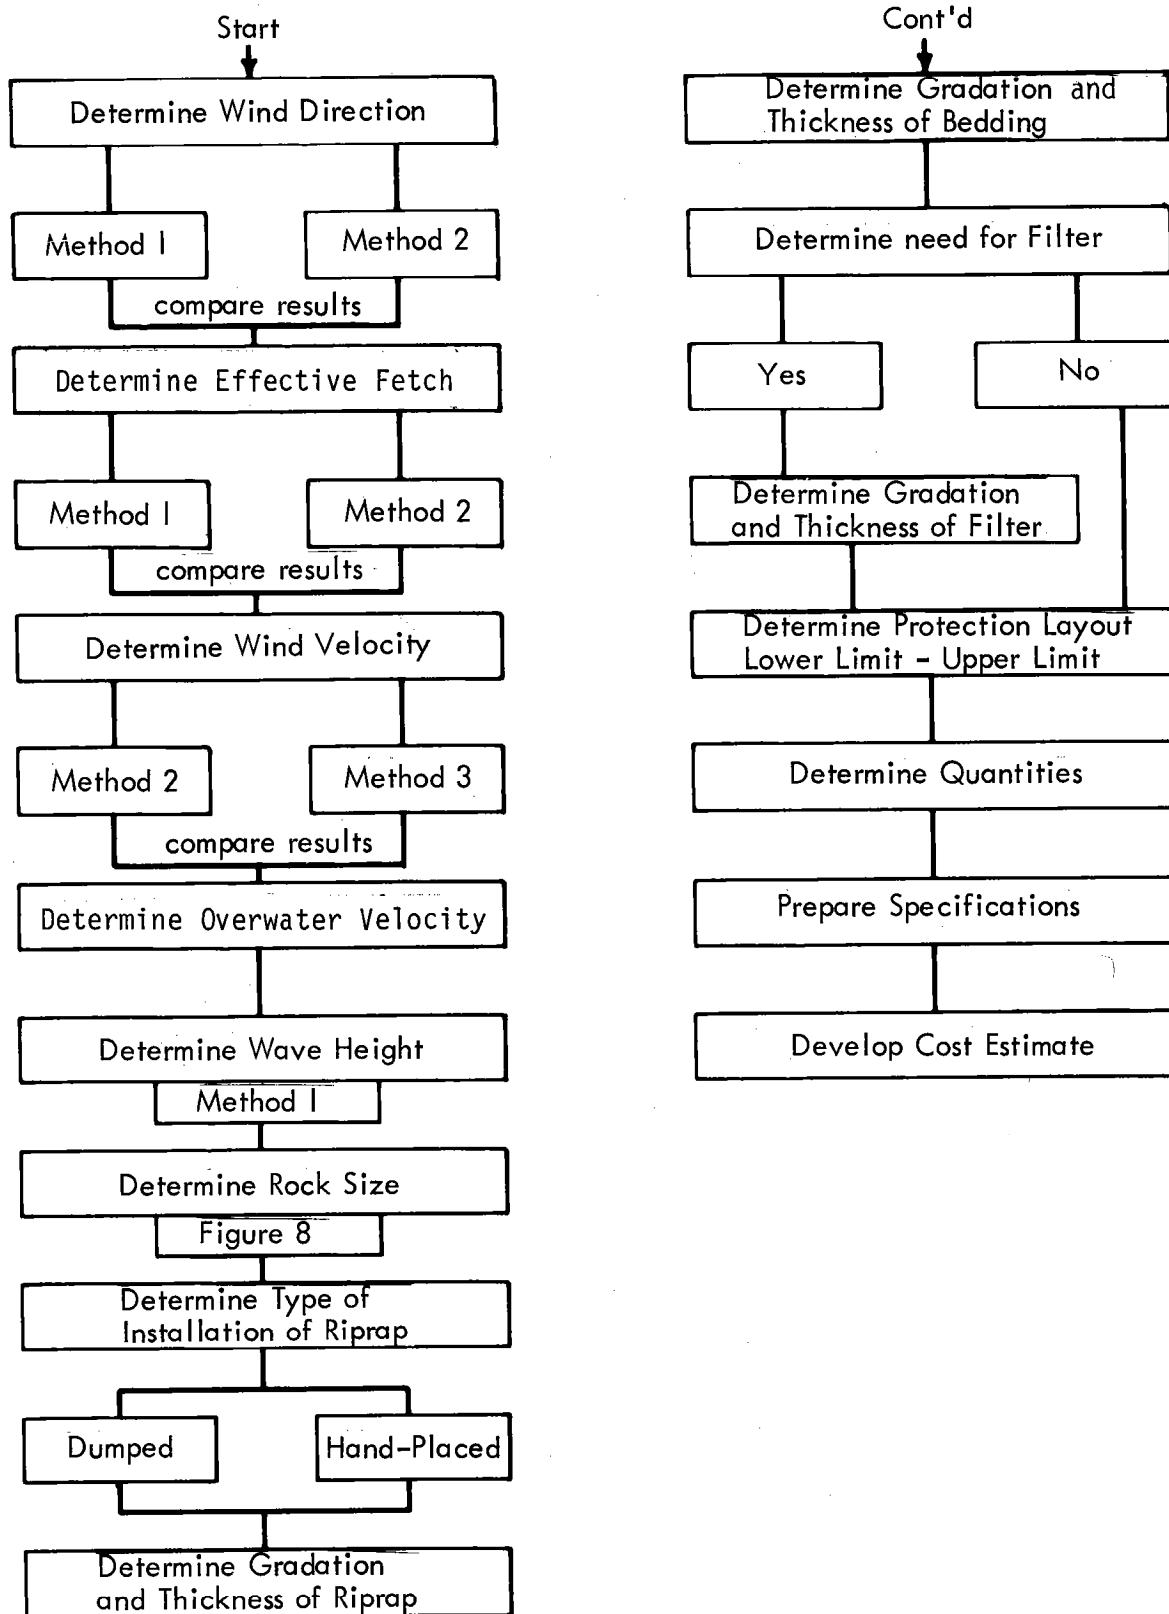 Start
Determine Wind Direction
Method 1
Method 2
compare results
Determine Effective Fetch
Method 1
Method 2
compare results
Determine Wind Velocity
Method 2
Method 3
compare results
Determine Overwater Velocity
Determine Wave Height
Method 1
Determine Rock Size
Figure 8
Determine Type of
Installation of Riprap
Dumped
Hand-Placed
Determine Gradation
and Thickness of Riprap
Cont'd
Determine Gradation and
Thickness of Bedding
Determine need for Filter
Yes
No
Determine Gradation
and Thickness of Filter
Determine Protection Layout
Lower Limit - Upper Limit
Determine Quantities
Prepare Specifications
Develop Cost Estimate